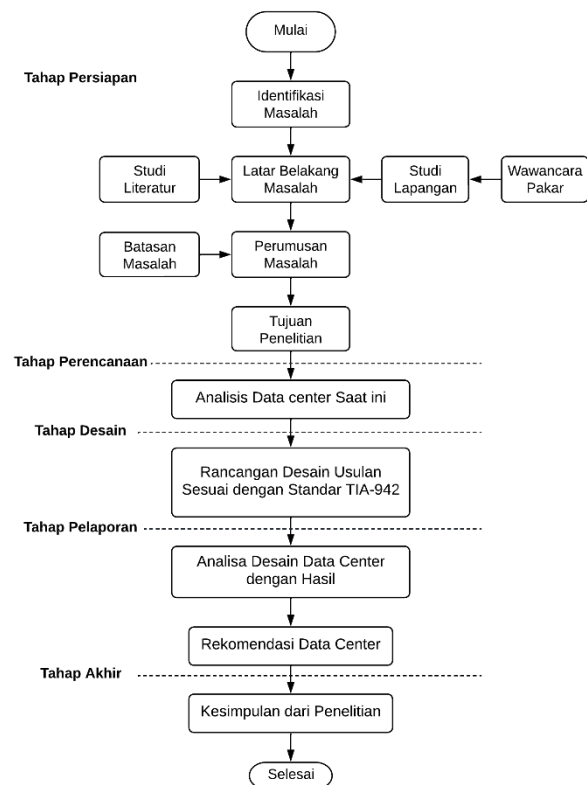 Mulai
Tahap Persiapan
Identifikasi
Masalah
Studi
Literatur
Latar Belakang
Masalah
Studi
Lapangan
Wawancara
Pakar
Batasan
Masalah
Perumusan
Masalah
Tujuan
Penelitian
Tahap Perencanaan
Analisis Data center Saat ini
Tahap Desain
Rancangan Desain Usulan
Sesuai dengan Standar TIA-942
Tahap Pelaporan
Analisa Desain Data Center
dengan Hasil
Rekomendasi Data Center
Tahap Akhir
Kesimpulan dari Penelitian
Selesai